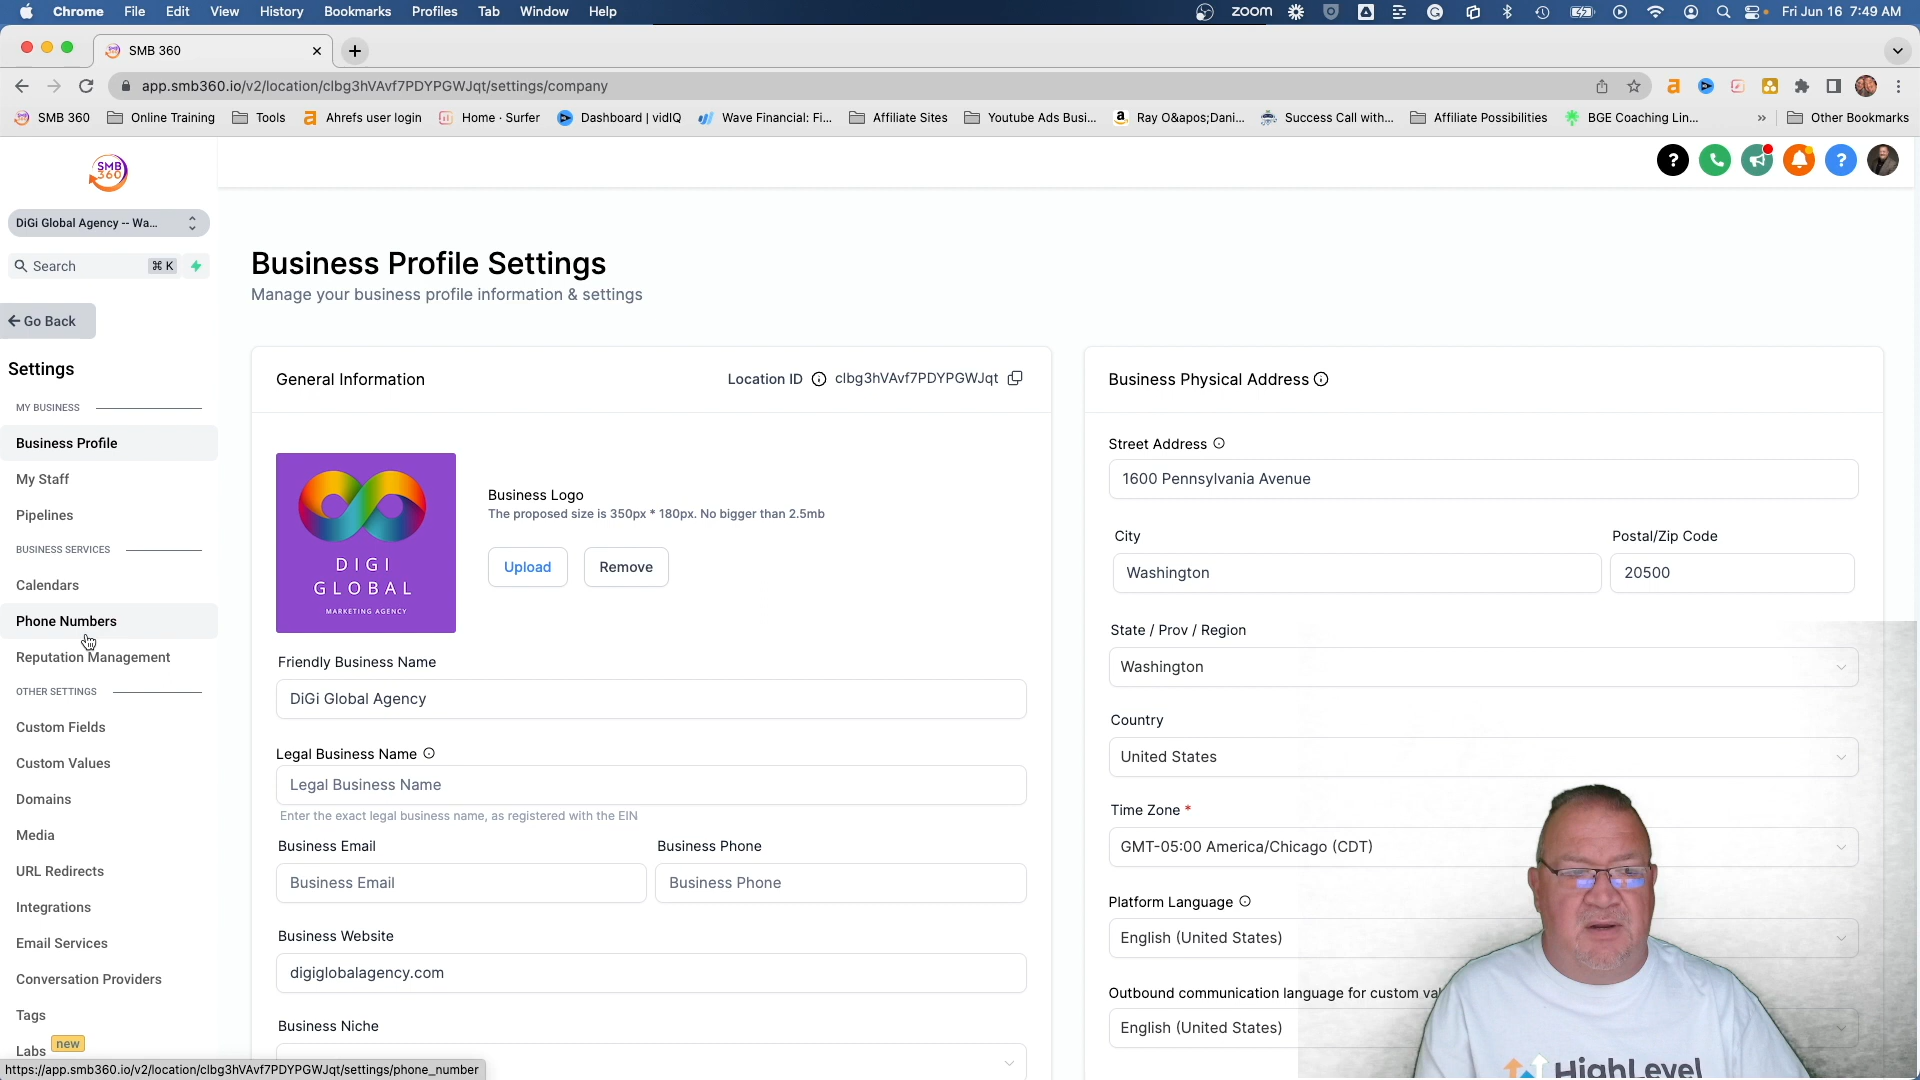 Chrome File Edit View History Bookmarks Profiles Tab Window Help zoom Fri Jun 16 7:49 AM
SMB 360
app.smb360.io/v2/location/clbg3hVAvf7PDYPGWJqt/settings/company
SMB 360 Online Training Tools Ahrefs user login Home · Surfer Dashboard | vidIQ Wave Financial: Fi... Affiliate Sites Youtube Ads Busi... Ray O&apos;Dani... Success Call with... Affiliate Possibilities BGE Coaching Lin... » Other Bookmarks
SMB
360
DiGi Global Agency -- Wa...
Search ⌘ K
Go Back
Settings
MY BUSINESS
Business Profile
My Staff
Pipelines
BUSINESS SERVICES
Calendars
Phone Numbers
Reputation Management
OTHER SETTINGS
Custom Fields
Custom Values
Domains
Media
URL Redirects
Integrations
Email Services
Conversation Providers
Tags
Labs new
https://app.smb360.io/v2/location/clbg3hVAvf7PDYPGWJqt/settings/phone_number
Business Profile Settings
Manage your business profile information & settings
General Information Location ID clbg3hVAvf7PDYPGWJqt
DIGI
GLOBAL
MARKETING AGENCY
Business Logo
The proposed size is 350px * 180px. No bigger than 2.5mb
Upload Remove
Friendly Business Name
DiGi Global Agency
Legal Business Name
Legal Business Name
Enter the exact legal business name, as registered with the EIN
Business Email Business Phone
Business Email Business Phone
Business Website
digiglobalagency.com
Business Niche
Business Physical Address
Street Address
1600 Pennsylvania Avenue
City Postal/Zip Code
Washington 20500
State / Prov / Region
Washington
Country
United States
Time Zone *
GMT-05:00 America/Chicago (CDT)
Platform Language
English (United States)
Outbound communication language for custom va
English (United States)
HighLevel